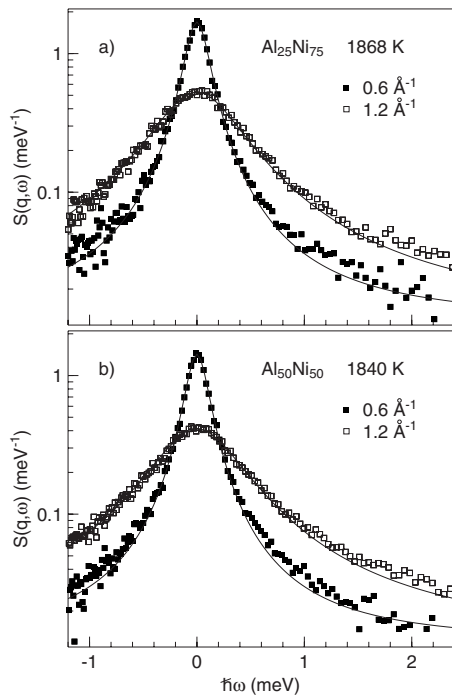 a) Al₂₅Ni₇₅ 1868 K
0.6 Å⁻¹
1.2 Å⁻¹
1
0.1
S(q,ω) (meV⁻¹)
b) Al₅₀Ni₅₀ 1840 K
0.6 Å⁻¹
1.2 Å⁻¹
1
0.1
S(q,ω) (meV⁻¹)
-1 0 1 2
ħω (meV)